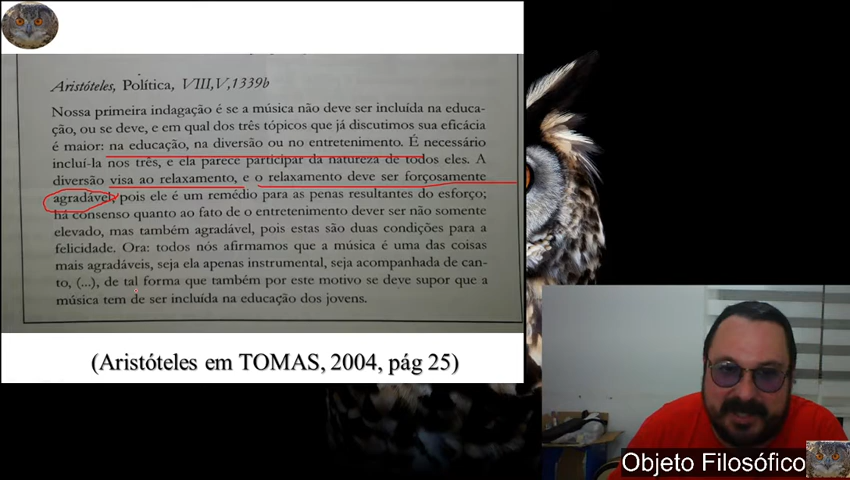 Aristóteles, Política, VIII,V,1339b
Nossa primeira indagação é se a música não deve ser incluída na educa-
ção, ou se deve, e em qual dos três tópicos que já discutimos sua eficácia
é maior: na educação, na diversão ou no entretenimento. É necessário
incluí-la nos três, e ela parece participar da natureza de todos eles. A
diversão visa ao relaxamento, e o relaxamento deve ser forçosamente
agradável, pois ele é um remédio para as penas resultantes do esforço;
há consenso quanto ao fato de o entretenimento dever ser não somente
elevado, mas também agradável, pois estas são duas condições para a
felicidade. Ora: todos nós afirmamos que a música é uma das coisas
mais agradáveis, seja ela apenas instrumental, seja acompanhada de can-
to, (...), de tal forma que também por este motivo se deve supor que a
música tem de ser incluída na educação dos jovens.
(Aristóteles em TOMAS, 2004, pág 25)
Objeto Filosófico